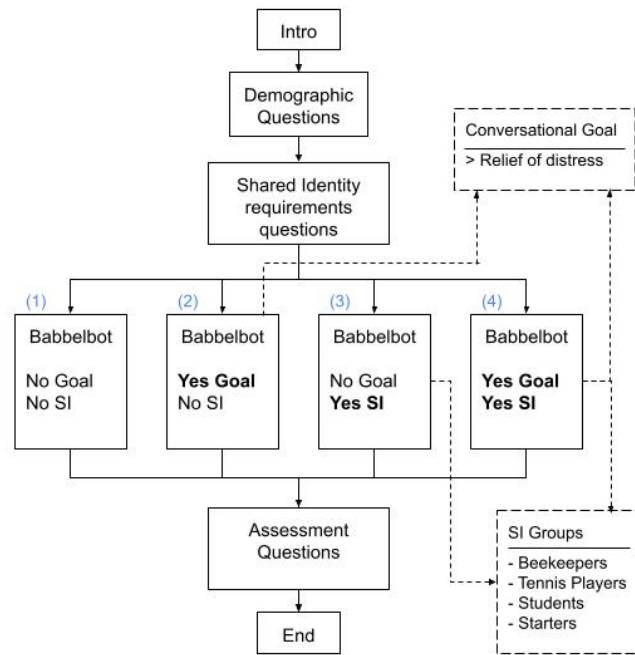 Intro
Demographic
Questions
Shared Identity
requirements
questions
Conversational Goal
> Relief of distress
(1)
Babbelbot
No Goal
No SI
(2)
Babbelbot
Yes Goal
No SI
(3)
Babbelbot
No Goal
Yes SI
(4)
Babbelbot
Yes Goal
Yes SI
Assessment
Questions
SI Groups
- Beekeepers
- Tennis Players
- Students
- Starters
End